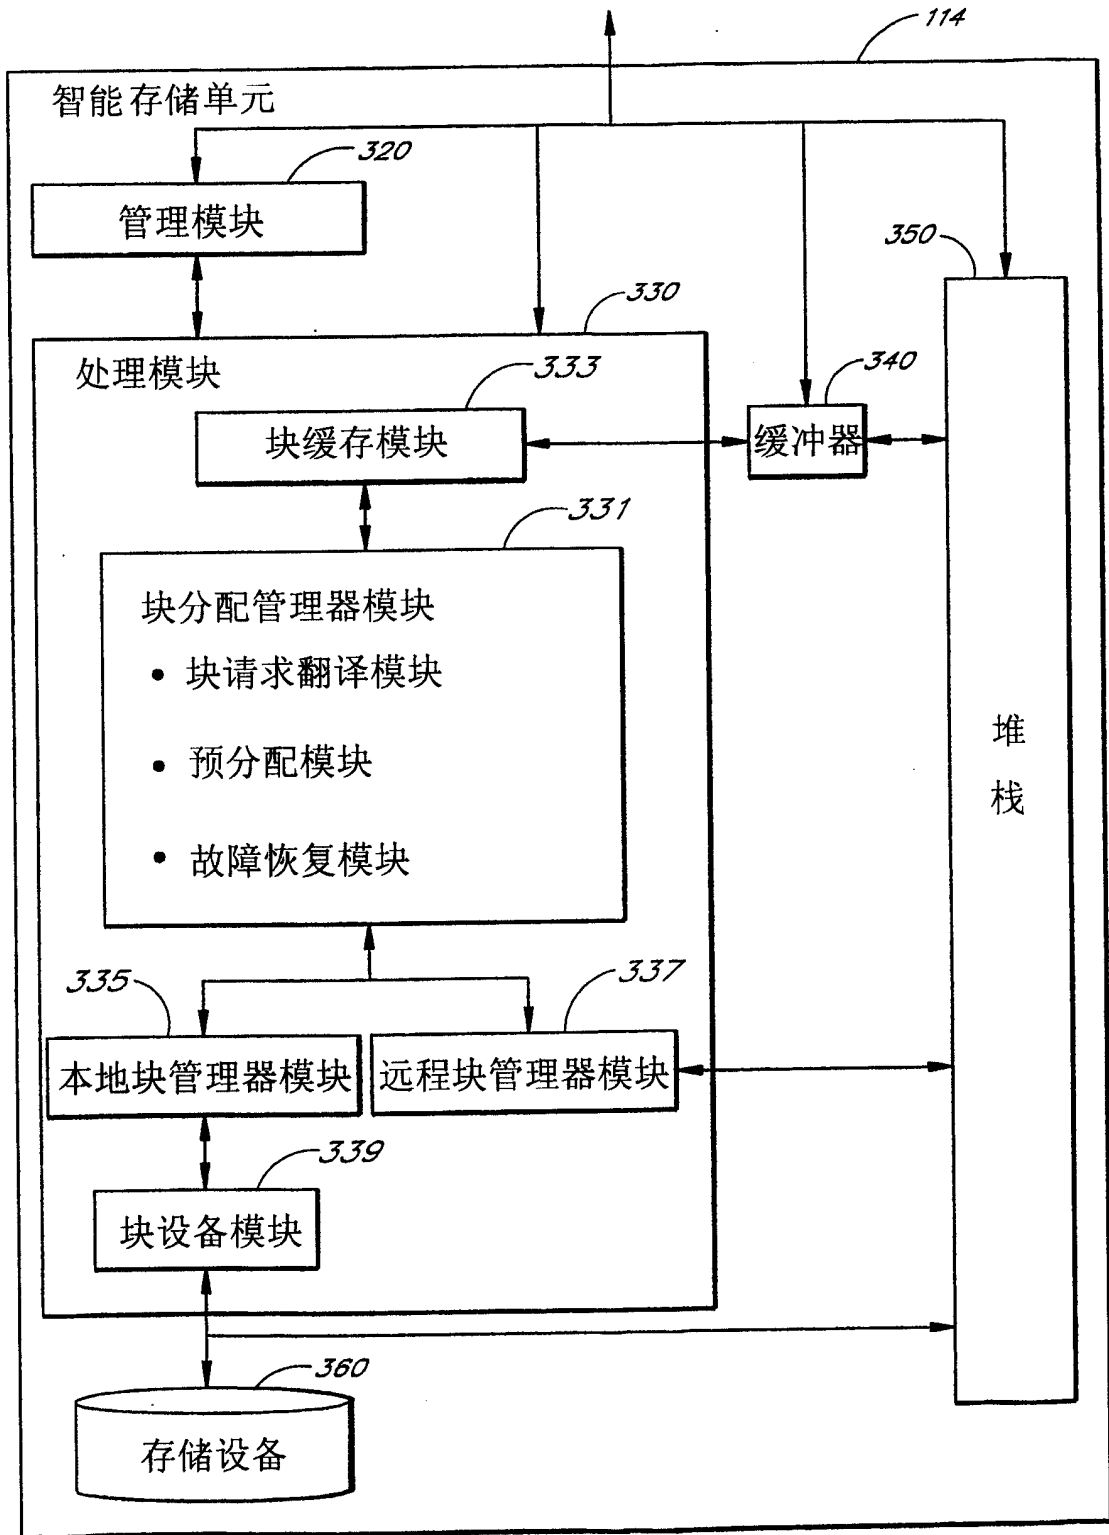 114
智能存储单元
320
管理模块
350
330
处理模块
333
340
块缓存模块
缓冲器
331
块分配管理器模块
• 块请求翻译模块
• 预分配模块
• 故障恢复模块
堆
栈
335
337
本地块管理器模块
远程块管理器模块
339
块设备模块
360
存储设备